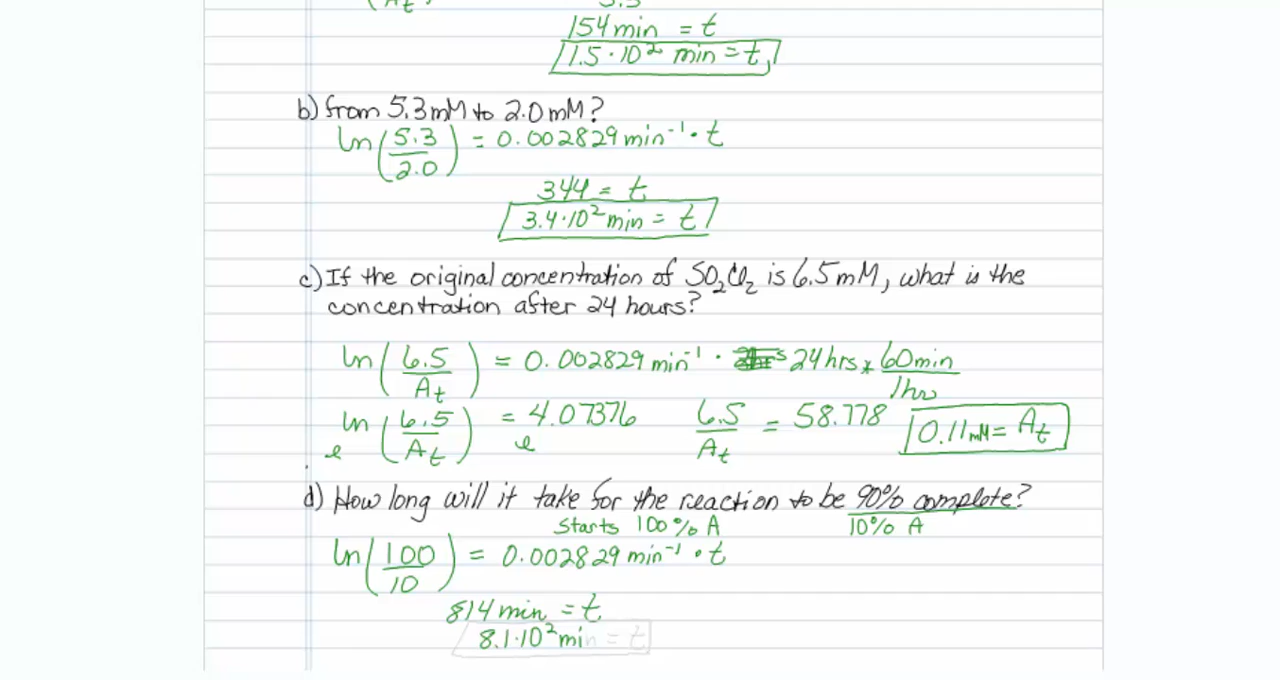 154 min = t
1.5·10² min = t
b) from 5.3mM to 2.0mM?
ln(5.3/2.0) = 0.002829 min⁻¹ · t
344 = t
3.4·10² min = t
c) If the original concentration of SO₂Cl₂ is 6.5mM, what is the
concentration after 24 hours?
ln(6.5/At) = 0.002829 min⁻¹ · 24 hrs * 60min/1hr
e ln(6.5/At) = e 4.07376 6.5/At = 58.778 0.11 mM = At
d) How long will it take for the reaction to be 90% complete?
starts 100% A 10% A
ln(100/10) = 0.002829 min⁻¹ · t
814 min = t
8.1·10² min = t